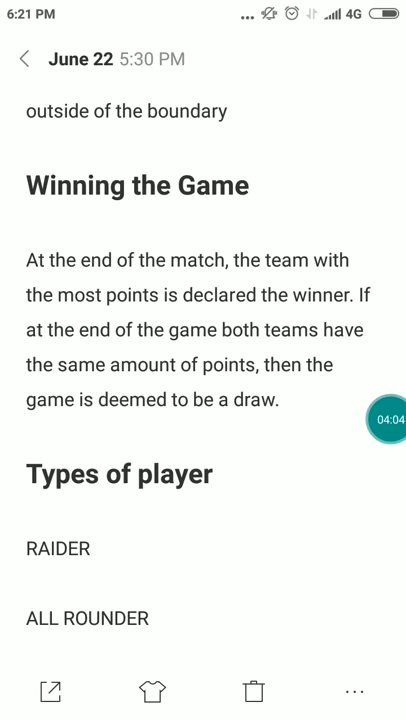 6:21 PM ... 4G
June 22 5:30 PM
outside of the boundary
Winning the Game
At the end of the match, the team with
the most points is declared the winner. If
at the end of the game both teams have
the same amount of points, then the
game is deemed to be a draw.
04:04
Types of player
RAIDER
ALL ROUNDER